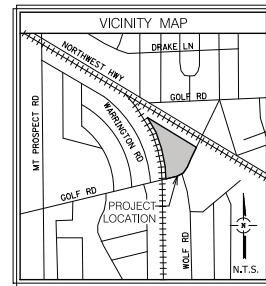 VICINITY MAP
DRAKE LN
NORTHWEST HWY
GOLF RD
MT PROSPECT RD
WARRINGTON RD
GOLF RD
PROJECT
LOCATION
WOLF RD
N
N.T.S.